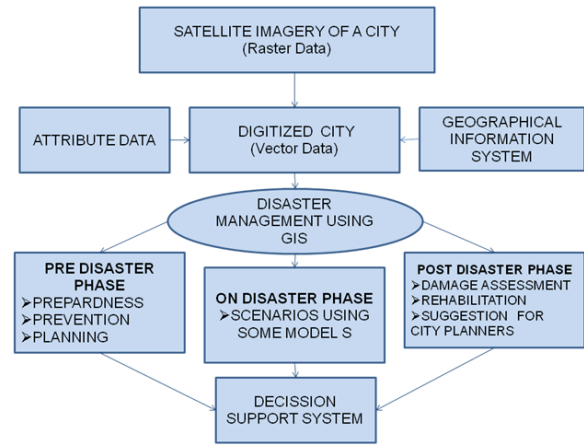 SATELLITE IMAGERY OF A CITY
(Raster Data)
ATTRIBUTE DATA
DIGITIZED CITY
(Vector Data)
GEOGRAPHICAL
INFORMATION
SYSTEM
DISASTER
MANAGEMENT USING
GIS
PRE DISASTER
PHASE
➢PREPARDNESS
➢PREVENTION
➢PLANNING
ON DISASTER PHASE
➢SCENARIOS USING
SOME MODEL S
POST DISASTER PHASE
➢DAMAGE ASSESSMENT
➢REHABILITATION
➢SUGGESTION FOR
CITY PLANNERS
DECISSION
SUPPORT SYSTEM